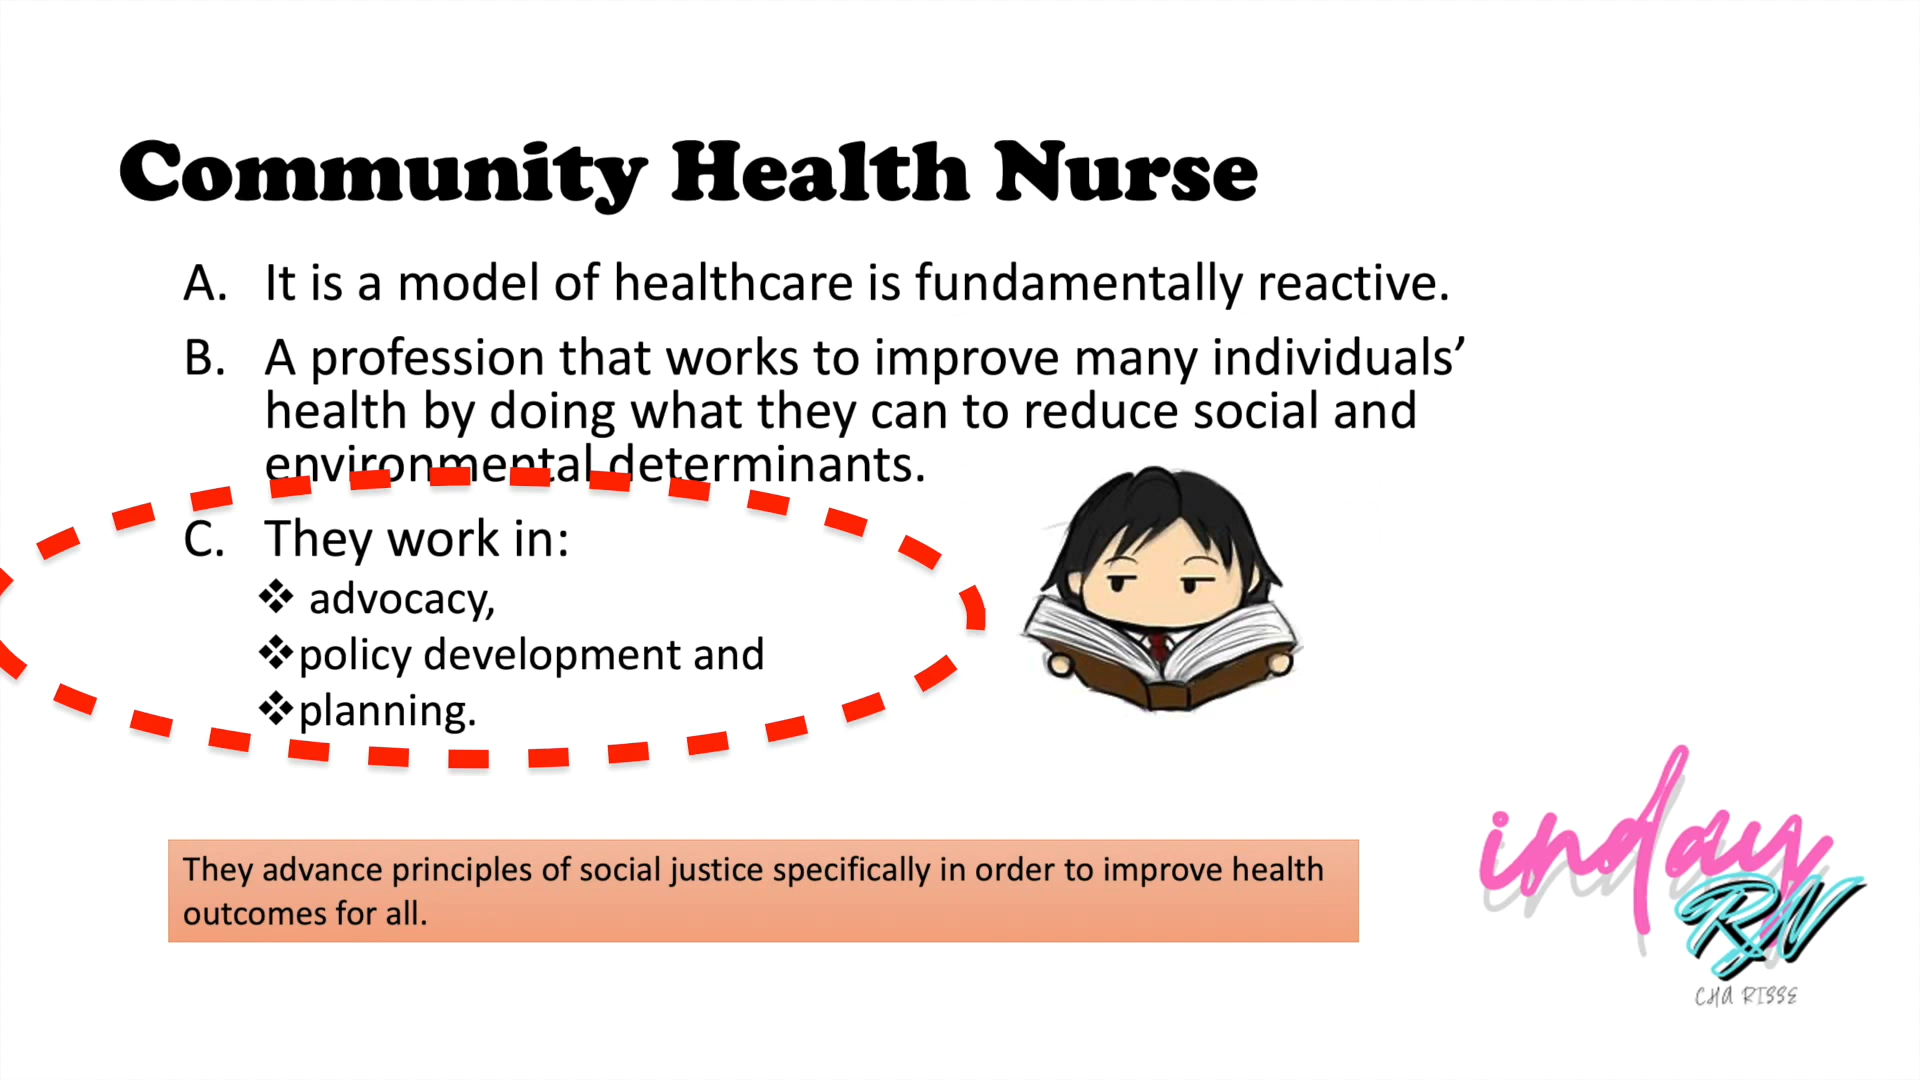 Community Health Nurse
A. It is a model of healthcare is fundamentally reactive.
B. A profession that works to improve many individuals’
health by doing what they can to reduce social and
environmental determinants.
C. They work in:
❖ advocacy,
❖policy development and
❖planning.
They advance principles of social justice specifically in order to improve health
outcomes for all.
inday
RN
CHA RISSE